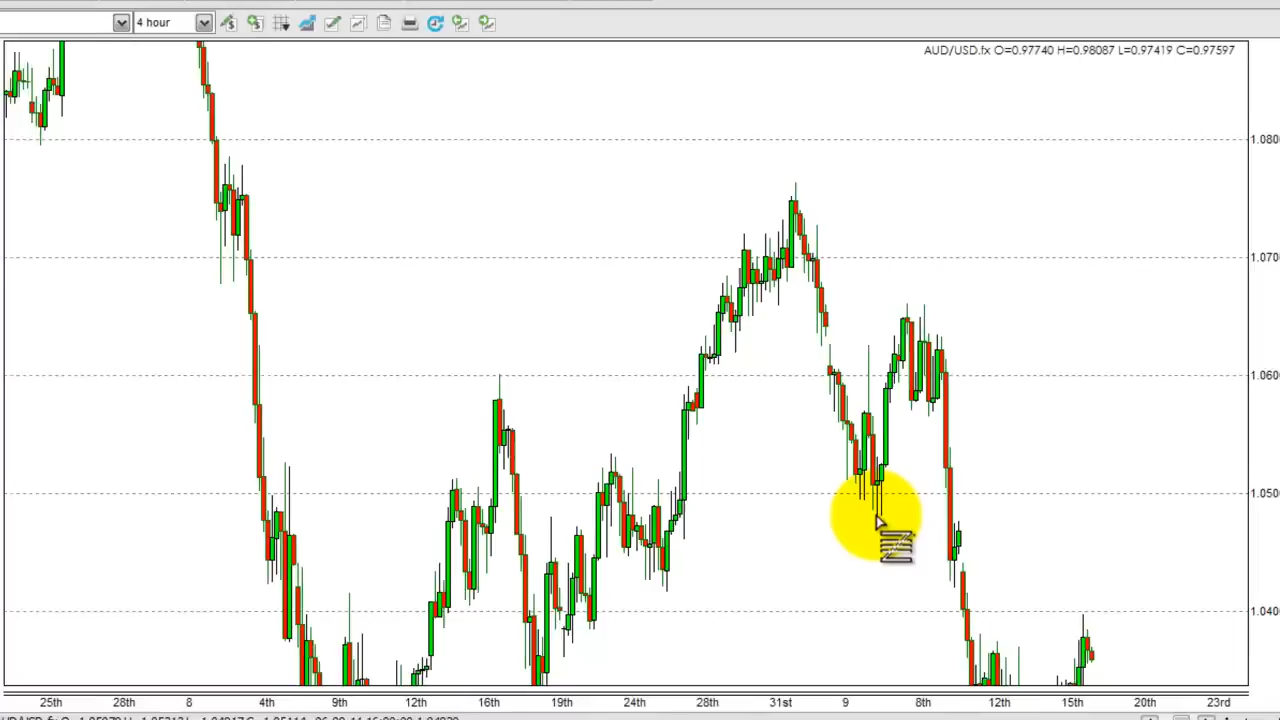 4 hour
AUD/USD.fx O=0.97740 H=0.98087 L=0.97419 C=0.97597
1.080
1.070
1.060
1.050
1.040
25th 28th 8 4th 9th 12th 16th 19th 24th 28th 31st 9 8th 12th 15th 20th 23rd